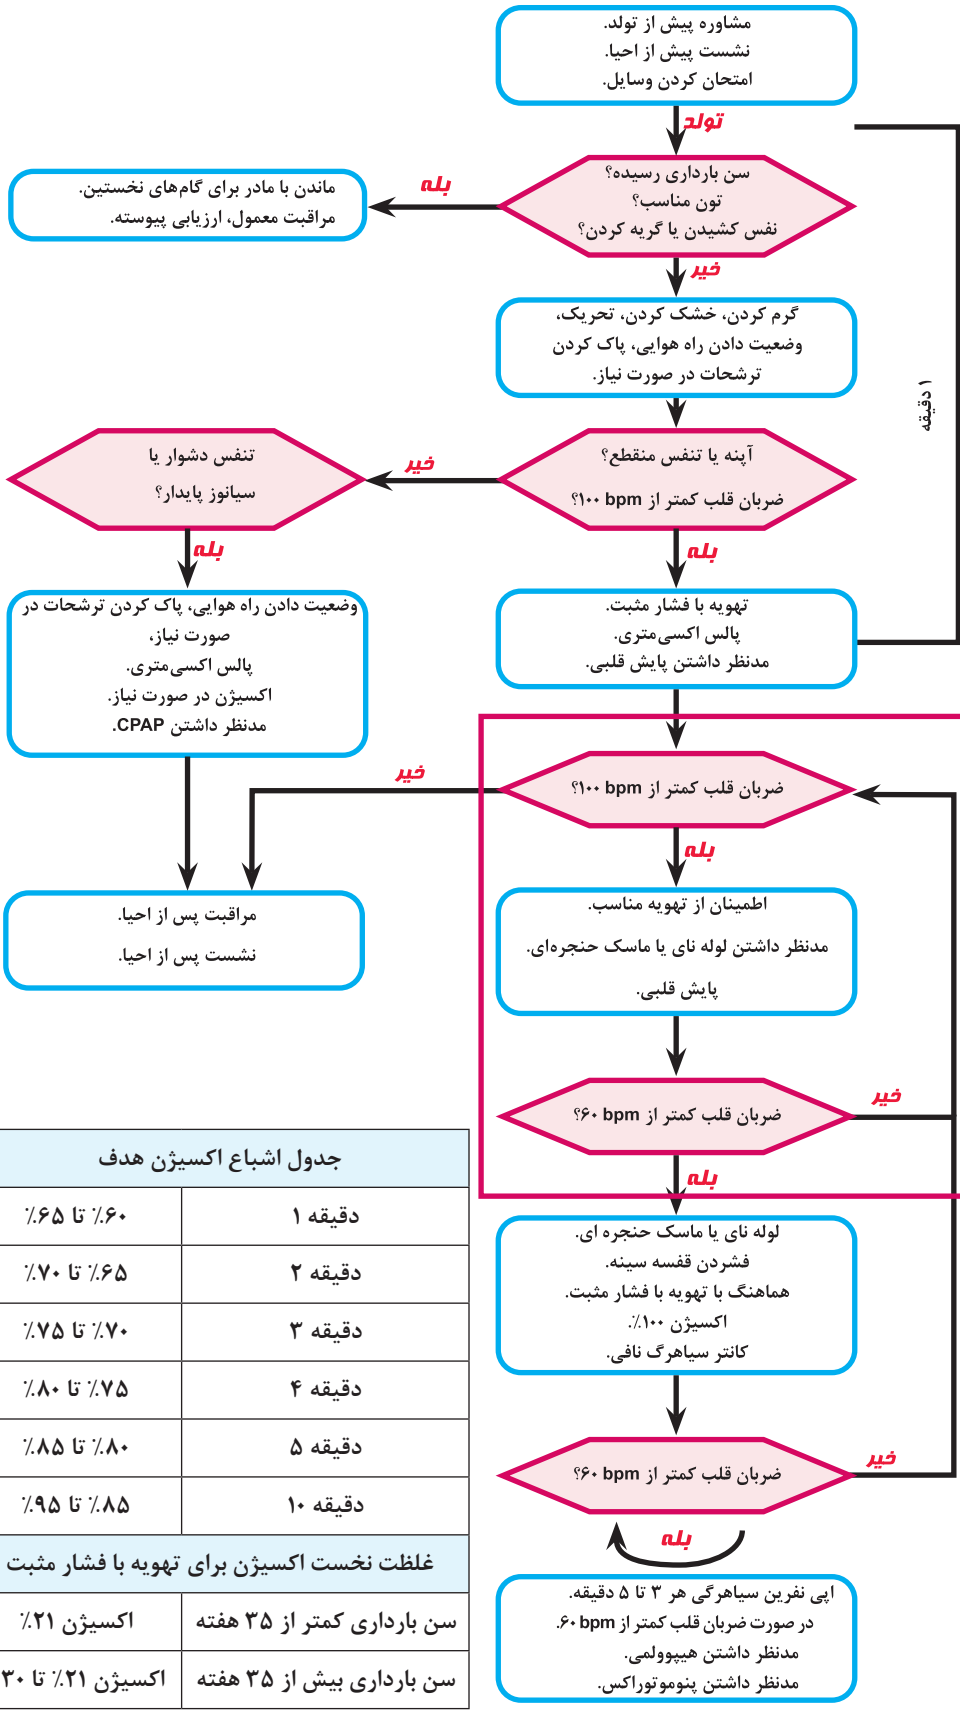 مشاوره پیش از تولد.
نشست پیش از احیا.
امتحان کردن وسایل.
تولد
سن بارداری رسیده؟
تون مناسب؟
نفس کشیدن یا گریه کردن؟
بله
ماندن با مادر برای گام‌های نخستین.
مراقبت معمول، ارزیابی پیوسته.
خیر
گرم کردن، خشک کردن، تحریک،
وضعیت دادن راه هوایی، پاک کردن
ترشحات در صورت نیاز.
۱ دقیقه
آپنه یا تنفس منقطع؟
ضربان قلب کمتر از ۱۰۰ bpm؟
خیر
تنفس دشوار یا
سیانوز پایدار؟
بله
بله
تهویه با فشار مثبت.
پالس اکسی‌متری.
مدنظر داشتن پایش قلبی.
وضعیت دادن راه هوایی، پاک کردن ترشحات در
صورت نیاز،
پالس اکسی‌متری.
اکسیژن در صورت نیاز.
مدنظر داشتن CPAP.
ضربان قلب کمتر از ۱۰۰ bpm؟
خیر
بله
مراقبت پس از احیا.
نشست پس از احیا.
اطمینان از تهویه مناسب.
مدنظر داشتن لوله نای یا ماسک حنجره‌ای.
پایش قلبی.
ضربان قلب کمتر از ۶۰ bpm؟
خیر
بله
لوله نای یا ماسک حنجره ای.
فشردن قفسه سینه.
هماهنگ با تهویه با فشار مثبت.
اکسیژن ۱۰۰٪.
کانتر سیاهرگ نافی.
ضربان قلب کمتر از ۶۰ bpm؟
خیر
بله
اپی نفرین سیاهرگی هر ۳ تا ۵ دقیقه.
در صورت ضربان قلب کمتر از ۶۰ bpm.
مدنظر داشتن هیپوولمی.
مدنظر داشتن پنوموتوراکس.
جدول اشباع اکسیژن هدف
دقیقه ۱ ۶۰٪ تا ۶۵٪
دقیقه ۲ ۶۵٪ تا ۷۰٪
دقیقه ۳ ۷۰٪ تا ۷۵٪
دقیقه ۴ ۷۵٪ تا ۸۰٪
دقیقه ۵ ۸۰٪ تا ۸۵٪
دقیقه ۱۰ ۸۵٪ تا ۹۵٪
غلظت نخست اکسیژن برای تهویه با فشار مثبت
سن بارداری کمتر از ۳۵ هفته اکسیژن ۲۱٪
سن بارداری بیش از ۳۵ هفته اکسیژن ۲۱٪ تا ۳۰